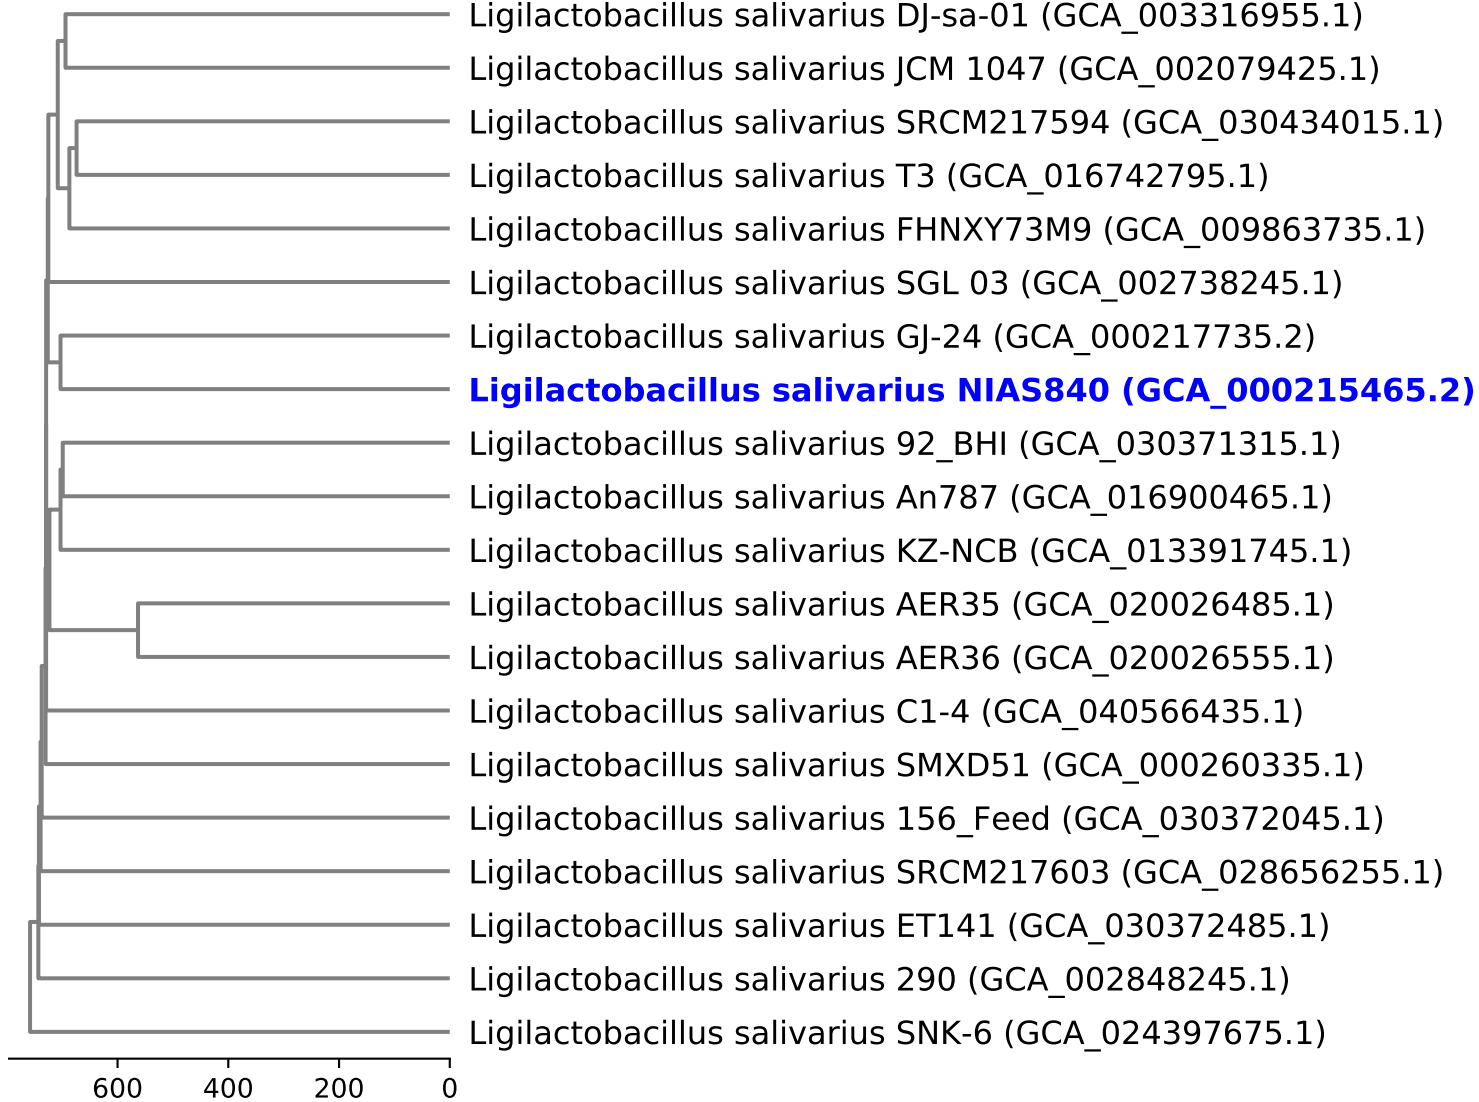 Ligilactobacillus salivarius DJ-sa-01 (GCA_003316955.1)
Ligilactobacillus salivarius JCM 1047 (GCA_002079425.1)
Ligilactobacillus salivarius SRCM217594 (GCA_030434015.1)
Ligilactobacillus salivarius T3 (GCA_016742795.1)
Ligilactobacillus salivarius FHNXY73M9 (GCA_009863735.1)
Ligilactobacillus salivarius SGL 03 (GCA_002738245.1)
Ligilactobacillus salivarius GJ-24 (GCA_000217735.2)
Ligilactobacillus salivarius NIAS840 (GCA_000215465.2)
Ligilactobacillus salivarius 92_BHI (GCA_030371315.1)
Ligilactobacillus salivarius An787 (GCA_016900465.1)
Ligilactobacillus salivarius KZ-NCB (GCA_013391745.1)
Ligilactobacillus salivarius AER35 (GCA_020026485.1)
Ligilactobacillus salivarius AER36 (GCA_020026555.1)
Ligilactobacillus salivarius C1-4 (GCA_040566435.1)
Ligilactobacillus salivarius SMXD51 (GCA_000260335.1)
Ligilactobacillus salivarius 156_Feed (GCA_030372045.1)
Ligilactobacillus salivarius SRCM217603 (GCA_028656255.1)
Ligilactobacillus salivarius ET141 (GCA_030372485.1)
Ligilactobacillus salivarius 290 (GCA_002848245.1)
Ligilactobacillus salivarius SNK-6 (GCA_024397675.1)
600 400 200 0